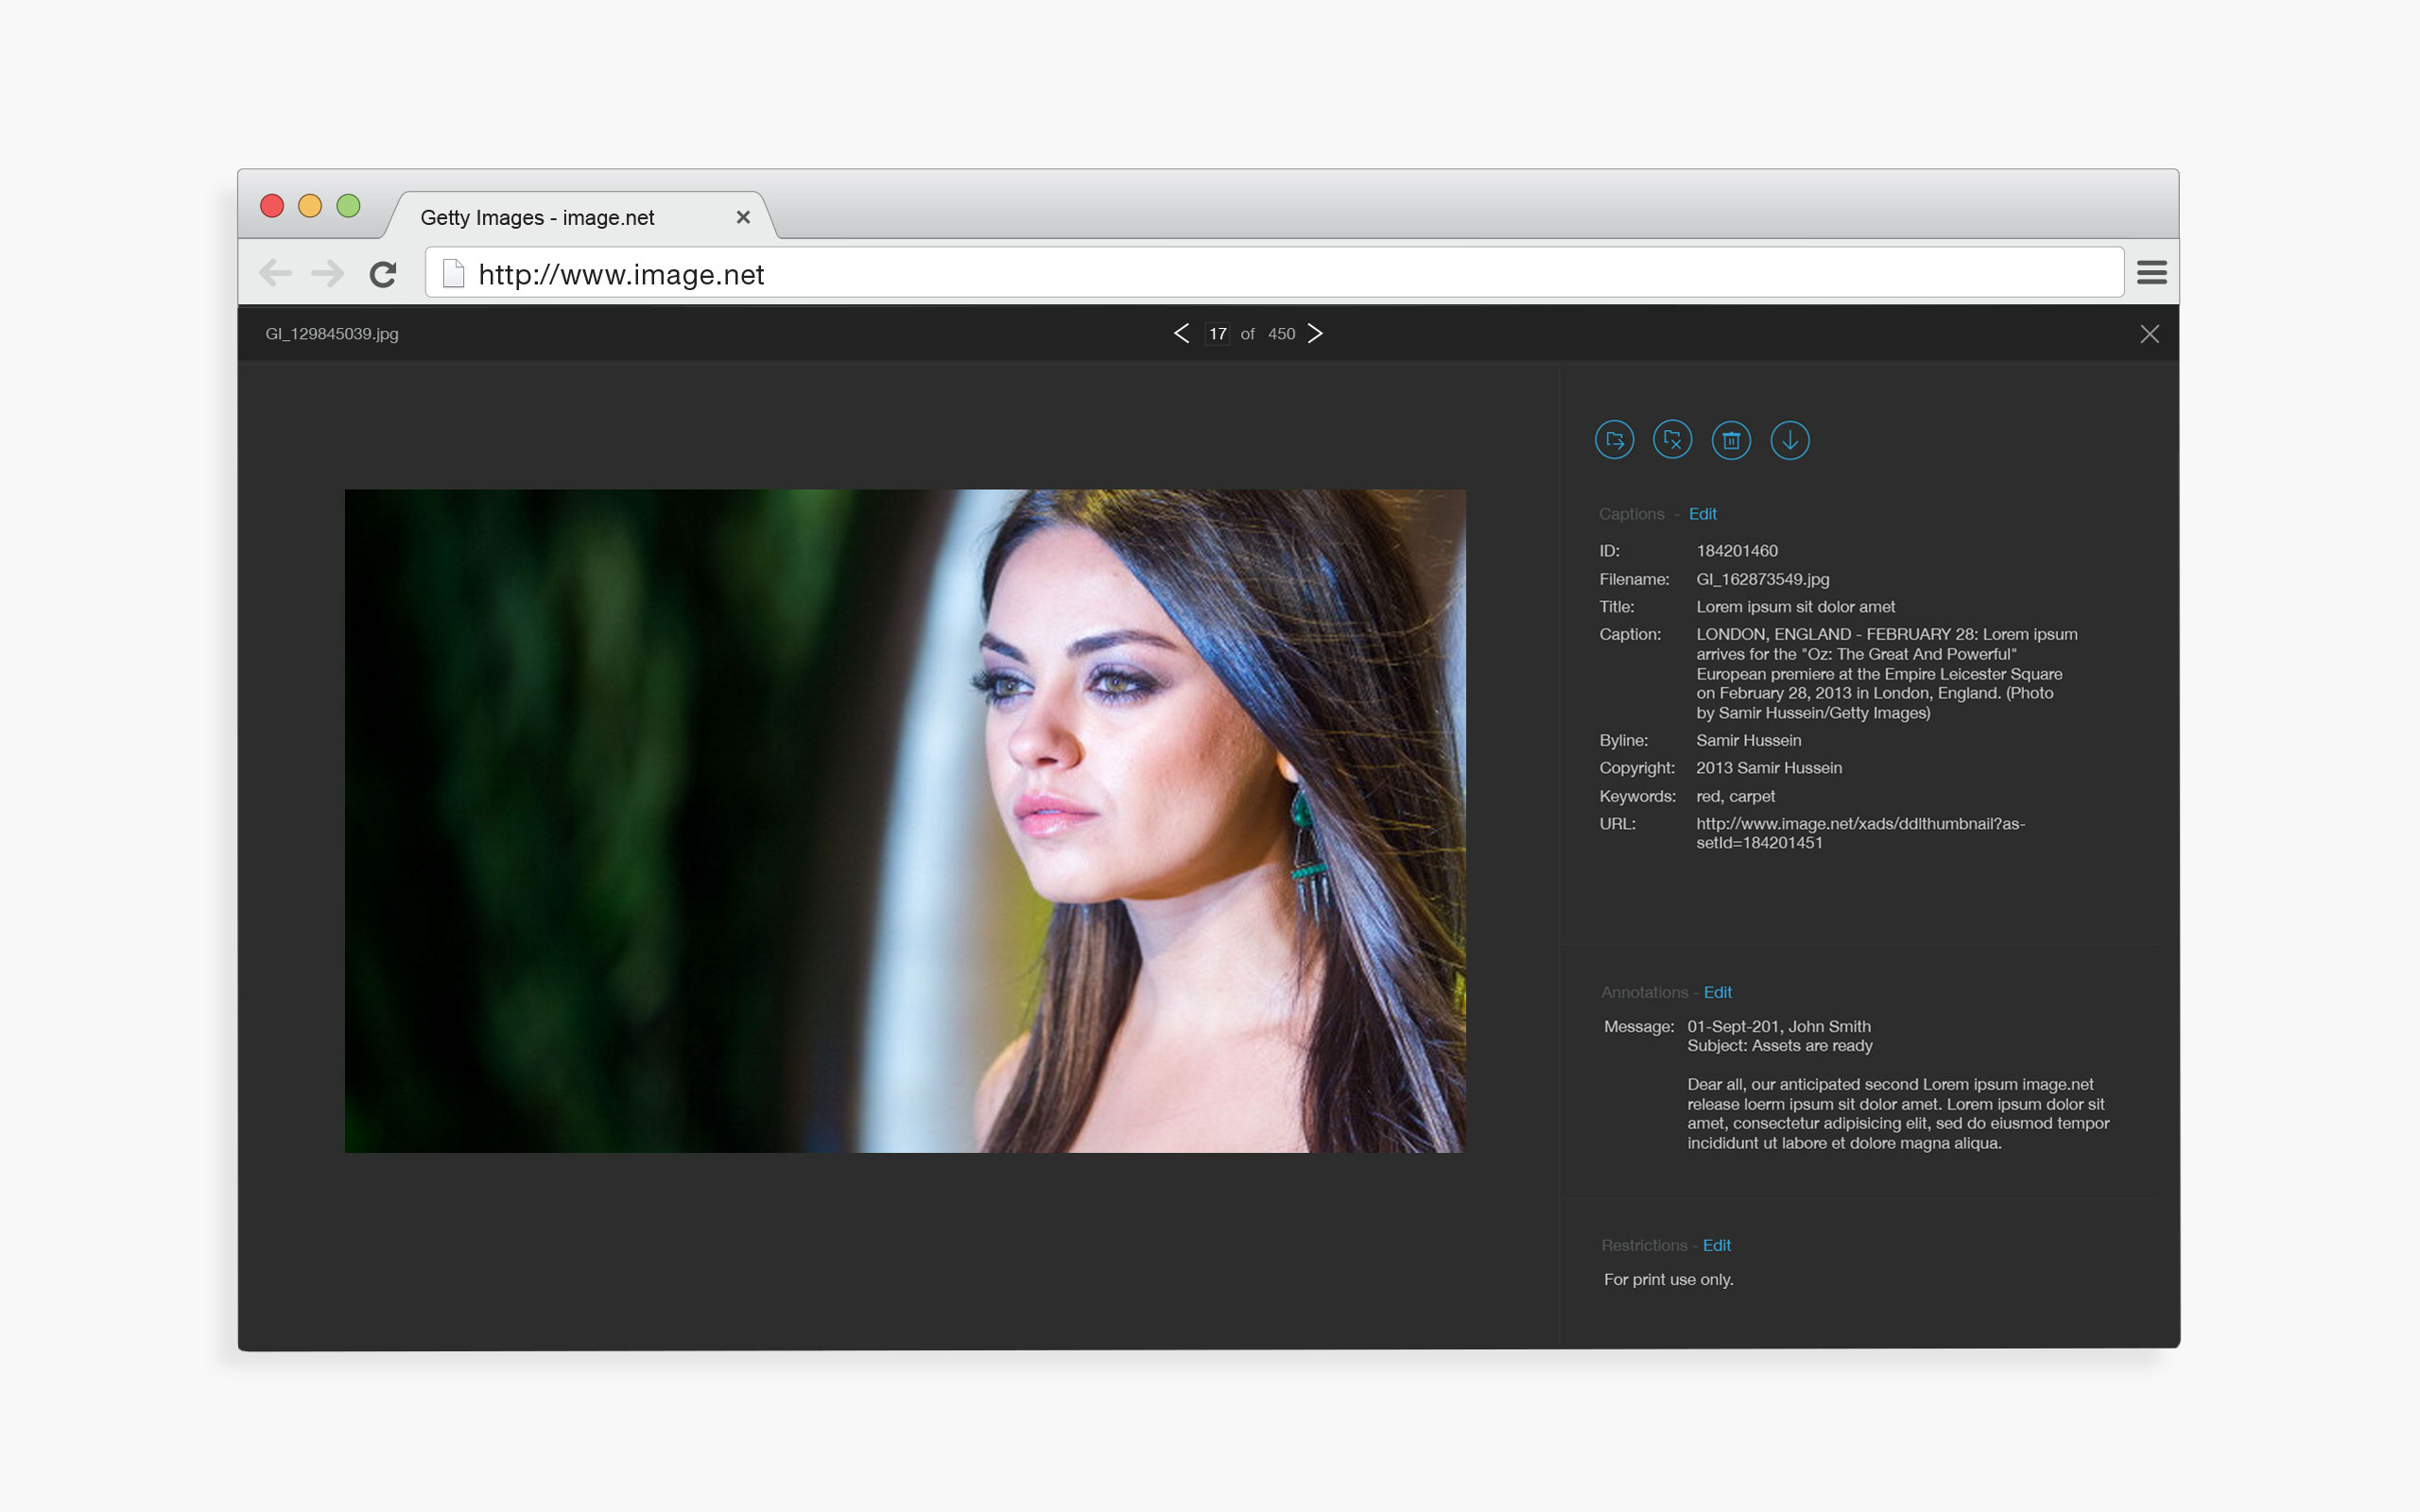 Getty Images - image.net
http://www.image.net
GI_129845039.jpg
17 of 450
Captions - Edit
ID: 184201460
Filename: GI_162873549.jpg
Title: Lorem ipsum sit dolor amet
Caption: LONDON, ENGLAND - FEBRUARY 28: Lorem ipsum
arrives for the "Oz: The Great And Powerful"
European premiere at the Empire Leicester Square
on February 28, 2013 in London, England. (Photo
by Samir Hussein/Getty Images)
Byline: Samir Hussein
Copyright: 2013 Samir Hussein
Keywords: red, carpet
URL: http://www.image.net/xads/ddlthumbnail?as-
setId=184201451
Annotations - Edit
Message: 01-Sept-201, John Smith
Subject: Assets are ready
Dear all, our anticipated second Lorem ipsum image.net
release loerm ipsum sit dolor amet. Lorem ipsum dolor sit
amet, consectetur adipisicing elit, sed do eiusmod tempor
incididunt ut labore et dolore magna aliqua.
Restrictions - Edit
For print use only.